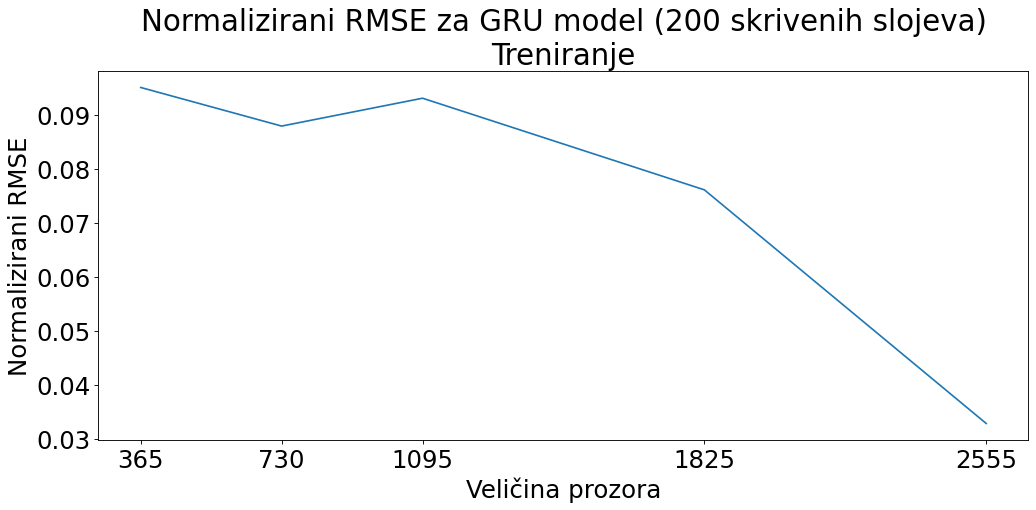 Normalizirani RMSE za GRU model (200 skrivenih slojeva)
Treniranje
Normalizirani RMSE
0.09
0.08
0.07
0.06
0.05
0.04
0.03
365 730 1095 1825 2555
Veličina prozora